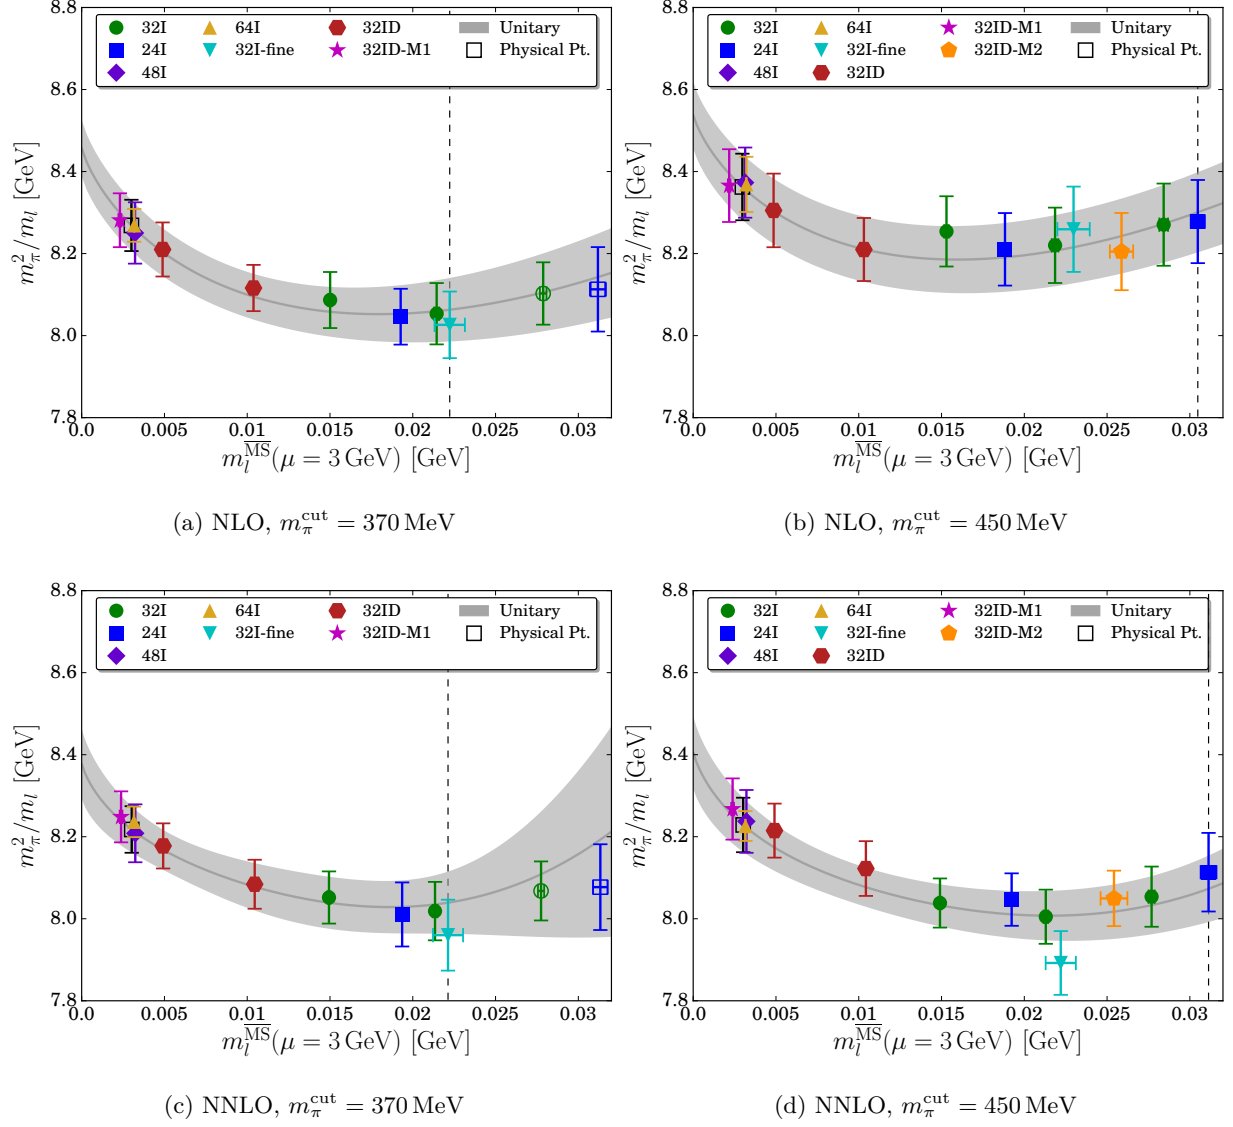 32I 64I 32ID Unitary
24I 32I-fine 32ID-M1 Physical Pt.
48I
8.8
8.6
8.4
8.2
8.0
7.8
m_π^2/m_l [GeV]
0.0 0.005 0.01 0.015 0.02 0.025 0.03
m_l^{\overline{MS}}(μ = 3 GeV) [GeV]
(a) NLO, m_π^cut = 370 MeV
32I 64I 32ID-M1 Unitary
24I 32I-fine 32ID-M2 Physical Pt.
48I 32ID
8.8
8.6
8.4
8.2
8.0
7.8
m_π^2/m_l [GeV]
0.0 0.005 0.01 0.015 0.02 0.025 0.03
m_l^{\overline{MS}}(μ = 3 GeV) [GeV]
(b) NLO, m_π^cut = 450 MeV
32I 64I 32ID Unitary
24I 32I-fine 32ID-M1 Physical Pt.
48I
8.8
8.6
8.4
8.2
8.0
7.8
m_π^2/m_l [GeV]
0.0 0.005 0.01 0.015 0.02 0.025 0.03
m_l^{\overline{MS}}(μ = 3 GeV) [GeV]
(c) NNLO, m_π^cut = 370 MeV
32I 64I 32ID-M1 Unitary
24I 32I-fine 32ID-M2 Physical Pt.
48I 32ID
8.8
8.6
8.4
8.2
8.0
7.8
m_π^2/m_l [GeV]
0.0 0.005 0.01 0.015 0.02 0.025 0.03
m_l^{\overline{MS}}(μ = 3 GeV) [GeV]
(d) NNLO, m_π^cut = 450 MeV